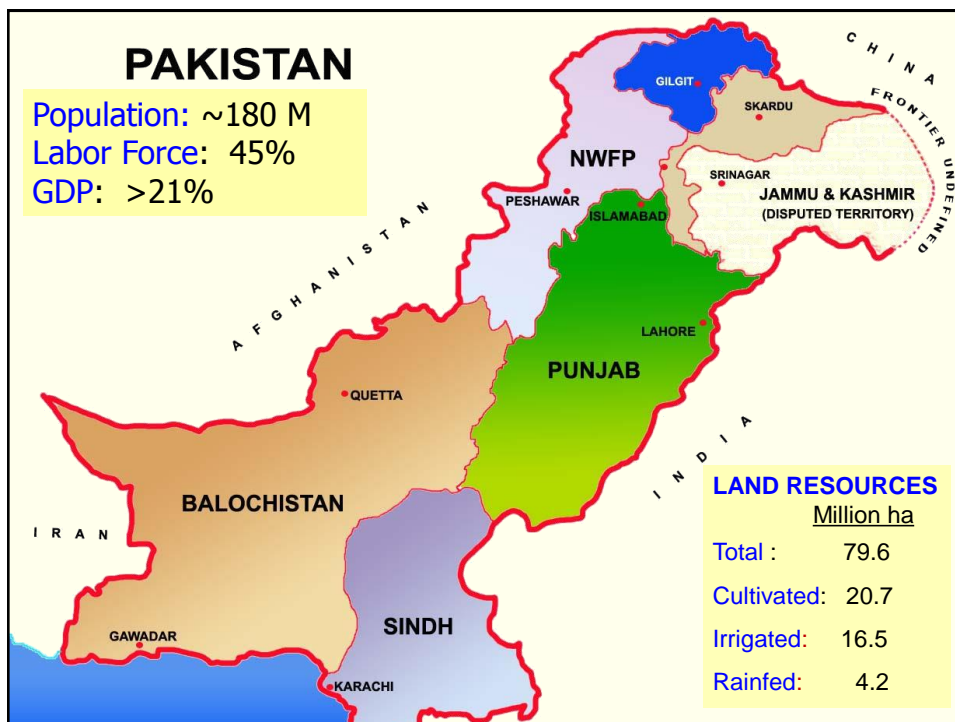 PAKISTAN
Population: ~180 M
Labor Force: 45%
GDP: >21%
CHINA
FRONTIER UNDEFINED
GILGIT
SKARDU
NWFP
SRINAGAR
JAMMU & KASHMIR
(DISPUTED TERRITORY)
PESHAWAR
ISLAMABAD
AFGHANISTAN
LAHORE
PUNJAB
QUETTA
INDIA
BALOCHISTAN
IRAN
SINDH
GAWADAR
KARACHI
LAND RESOURCES
Million ha
Total : 79.6
Cultivated: 20.7
Irrigated: 16.5
Rainfed: 4.2